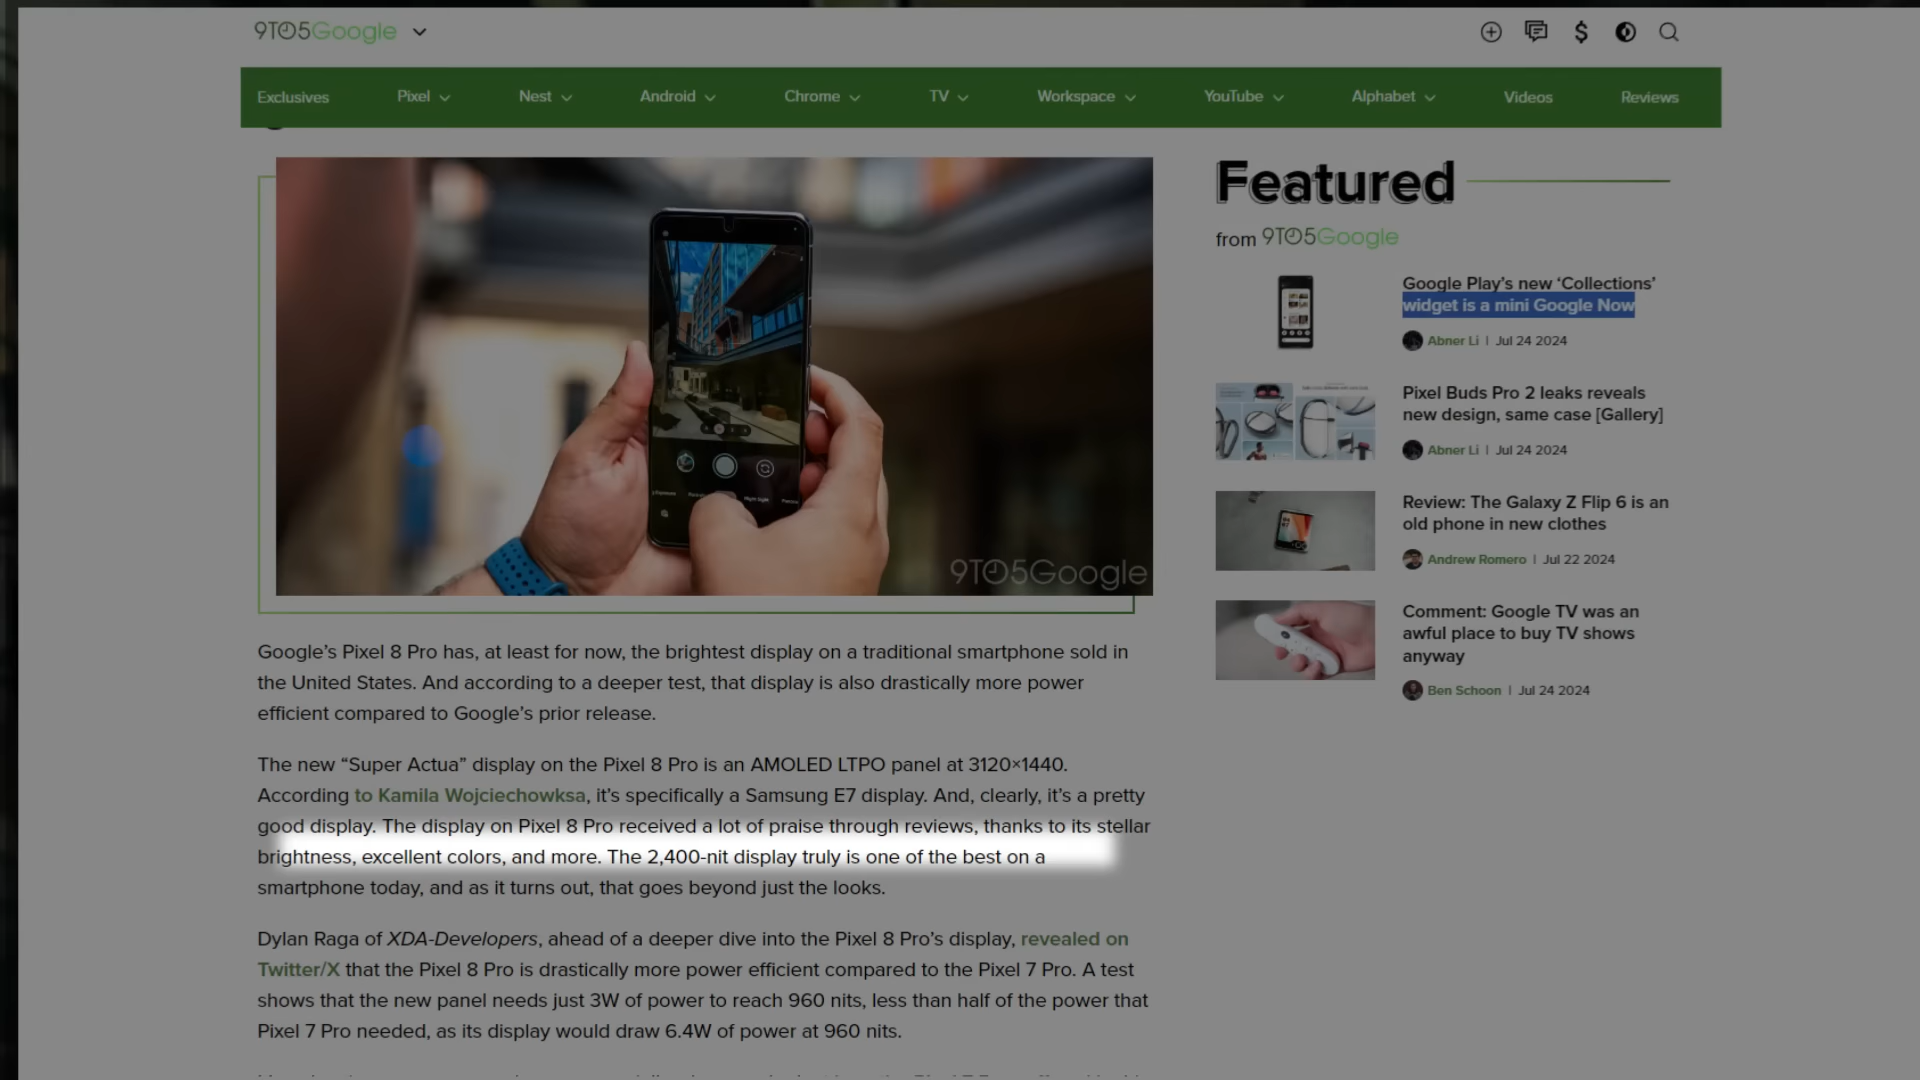 9TO5Google
Exclusives
Pixel
Nest
Android
Chrome
TV
Workspace
YouTube
Alphabet
Videos
Reviews
9TO5Google
Google’s Pixel 8 Pro has, at least for now, the brightest display on a traditional smartphone sold in
the United States. And according to a deeper test, that display is also drastically more power
efficient compared to Google’s prior release.
The new “Super Actua” display on the Pixel 8 Pro is an AMOLED LTPO panel at 3120×1440.
According to Kamila Wojciechowksa, it’s specifically a Samsung E7 display. And, clearly, it’s a pretty
good display. The display on Pixel 8 Pro received a lot of praise through reviews, thanks to its stellar
brightness, excellent colors, and more. The 2,400-nit display truly is one of the best on a
smartphone today, and as it turns out, that goes beyond just the looks.
Dylan Raga of XDA-Developers, ahead of a deeper dive into the Pixel 8 Pro’s display, revealed on
Twitter/X that the Pixel 8 Pro is drastically more power efficient compared to the Pixel 7 Pro. A test
shows that the new panel needs just 3W of power to reach 960 nits, less than half of the power that
Pixel 7 Pro needed, as its display would draw 6.4W of power at 960 nits.
Featured
from 9TO5Google
Google Play’s new ‘Collections’
widget is a mini Google Now
Abner Li | Jul 24 2024
Pixel Buds Pro 2 leaks reveals
new design, same case [Gallery]
Abner Li | Jul 24 2024
Review: The Galaxy Z Flip 6 is an
old phone in new clothes
Andrew Romero | Jul 22 2024
Comment: Google TV was an
awful place to buy TV shows
anyway
Ben Schoon | Jul 24 2024